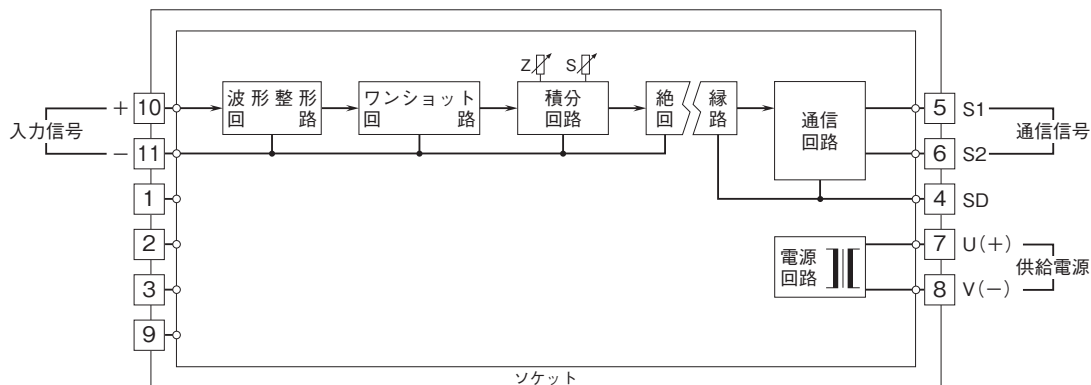 Z
S
波形整形
回路
ワンショット
回路
積分
回路
絶縁
回路
通信
回路
入力信号
+ 10
− 11
1
2
3
9
5 S1
6 S2
通信信号
4 SD
電源
回路
7 U(+)
8 V(−)
供給電源
ソケット